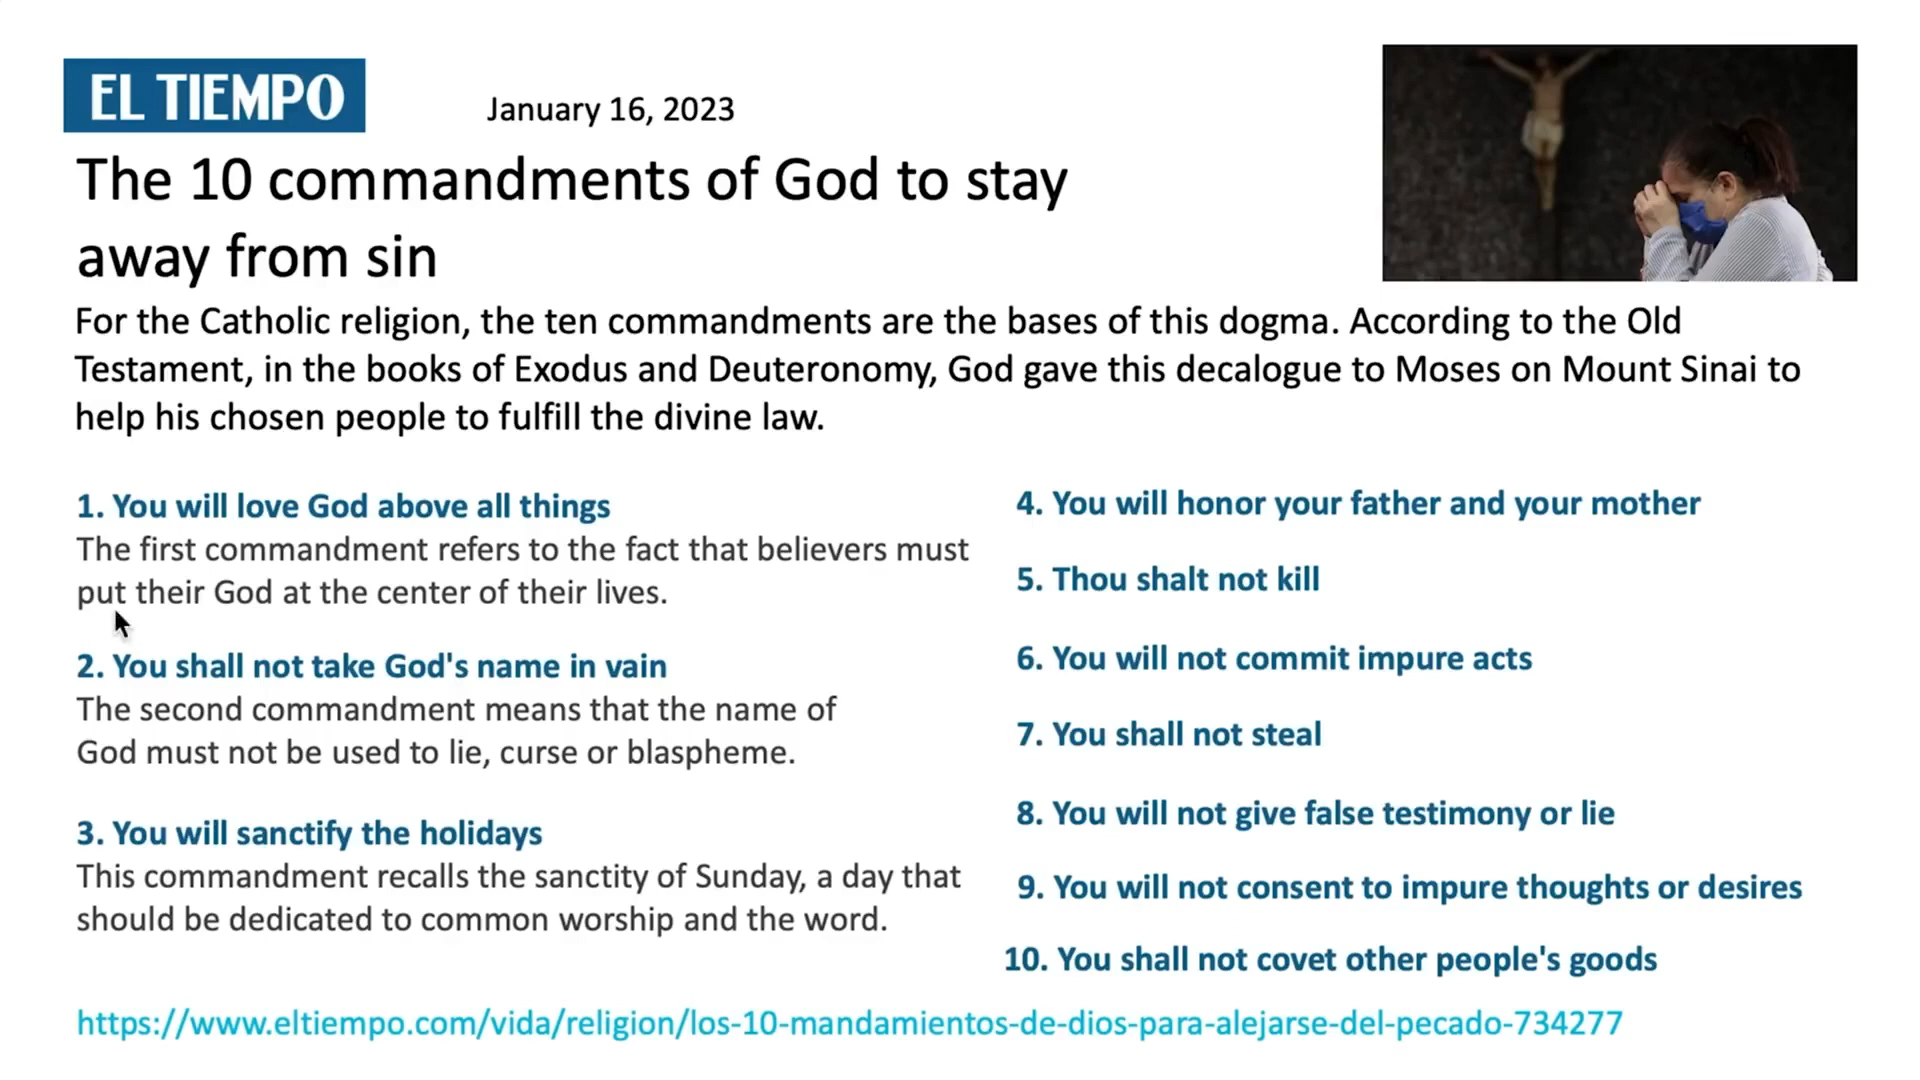 EL TIEMPO
January 16, 2023
The 10 commandments of God to stay
away from sin
For the Catholic religion, the ten commandments are the bases of this dogma. According to the Old
Testament, in the books of Exodus and Deuteronomy, God gave this decalogue to Moses on Mount Sinai to
help his chosen people to fulfill the divine law.
1. You will love God above all things
The first commandment refers to the fact that believers must
put their God at the center of their lives.
2. You shall not take God's name in vain
The second commandment means that the name of
God must not be used to lie, curse or blaspheme.
3. You will sanctify the holidays
This commandment recalls the sanctity of Sunday, a day that
should be dedicated to common worship and the word.
4. You will honor your father and your mother
5. Thou shalt not kill
6. You will not commit impure acts
7. You shall not steal
8. You will not give false testimony or lie
9. You will not consent to impure thoughts or desires
10. You shall not covet other people's goods
https://www.eltiempo.com/vida/religion/los-10-mandamientos-de-dios-para-alejarse-del-pecado-734277